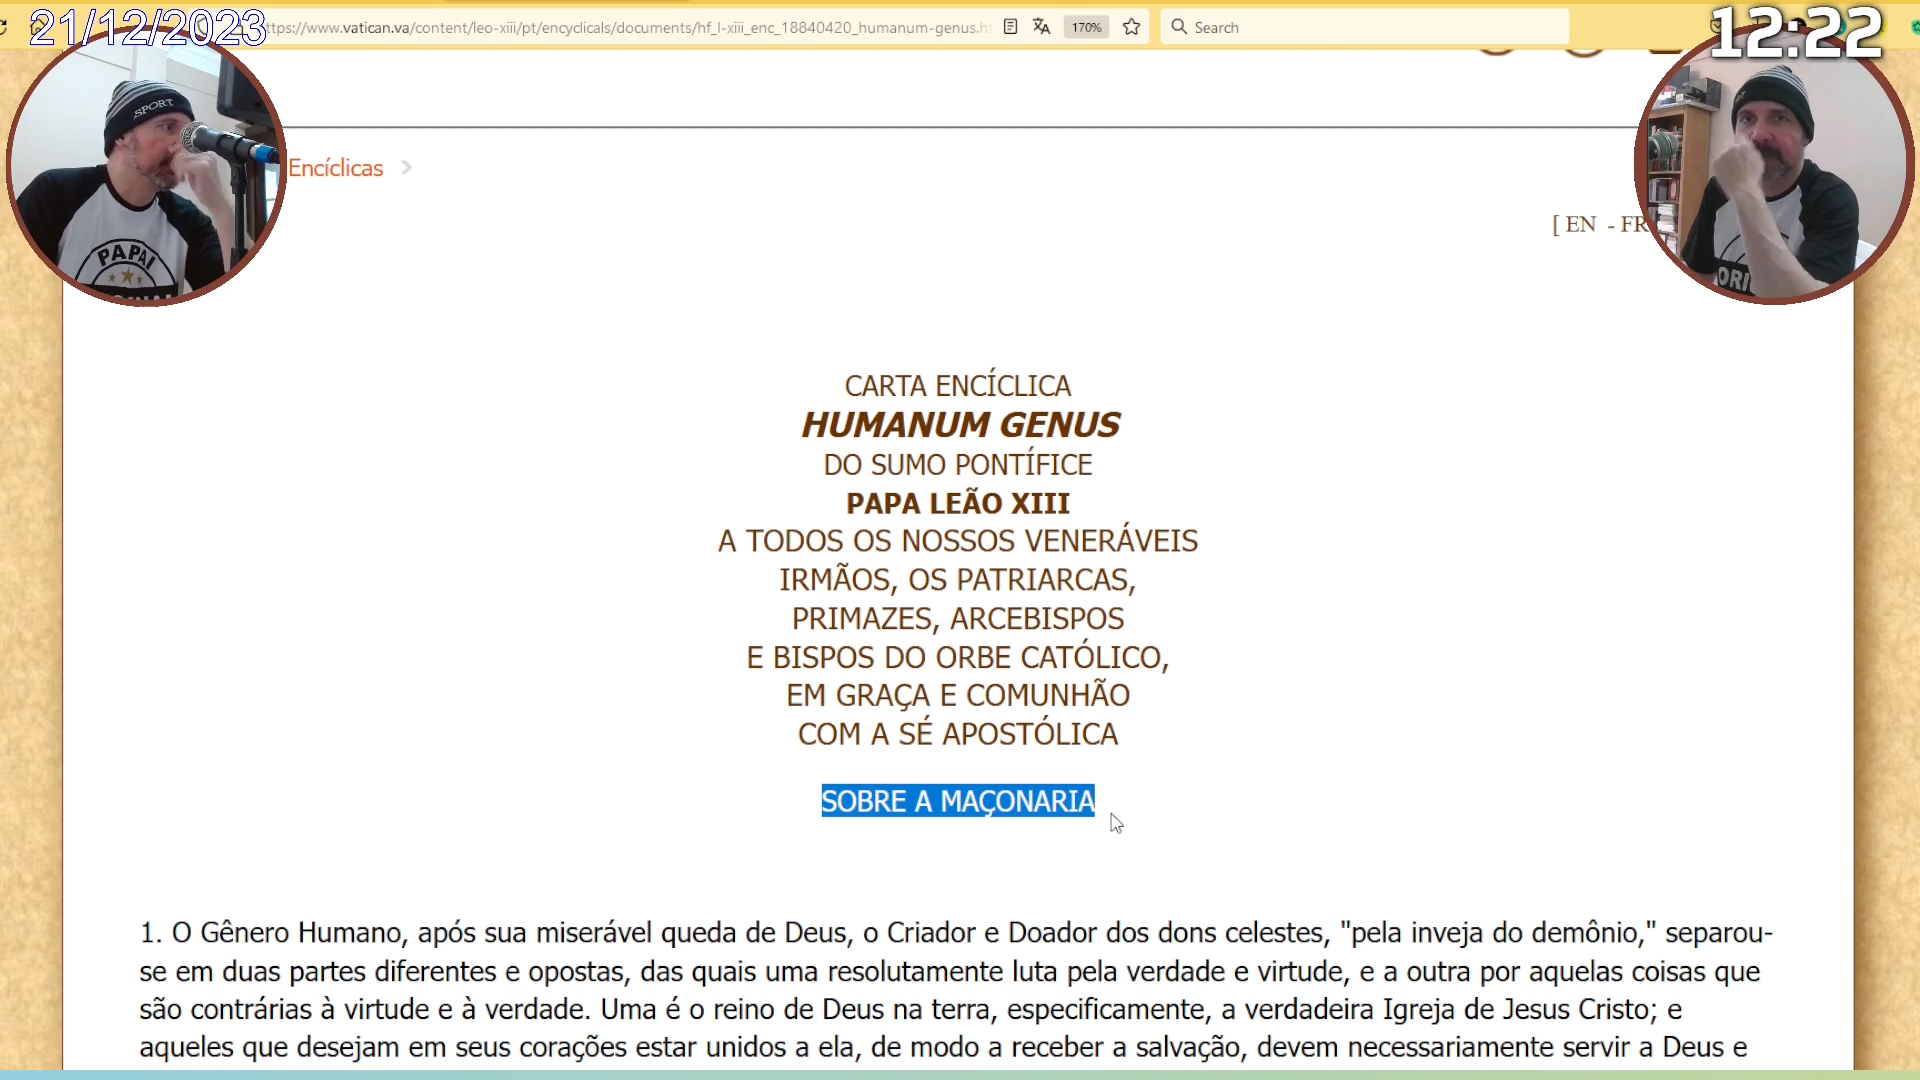 21/12/2023
ttps://www.vatican.va/content/leo-xiii/pt/encyclicals/documents/hf_l-xiii_enc_18840420_humanum-genus.h
170%
Search
12:22
SPORT
PAPAI
Encíclicas
[ EN - FR
CARTA ENCÍCLICA
HUMANUM GENUS
DO SUMO PONTÍFICE
PAPA LEÃO XIII
A TODOS OS NOSSOS VENERÁVEIS
IRMÃOS, OS PATRIARCAS,
PRIMAZES, ARCEBISPOS
E BISPOS DO ORBE CATÓLICO,
EM GRAÇA E COMUNHÃO
COM A SÉ APOSTÓLICA
SOBRE A MAÇONARIA
1. O Gênero Humano, após sua miserável queda de Deus, o Criador e Doador dos dons celestes, "pela inveja do demônio," separou-
se em duas partes diferentes e opostas, das quais uma resolutamente luta pela verdade e virtude, e a outra por aquelas coisas que
são contrárias à virtude e à verdade. Uma é o reino de Deus na terra, especificamente, a verdadeira Igreja de Jesus Cristo; e
aqueles que desejam em seus corações estar unidos a ela, de modo a receber a salvação, devem necessariamente servir a Deus e